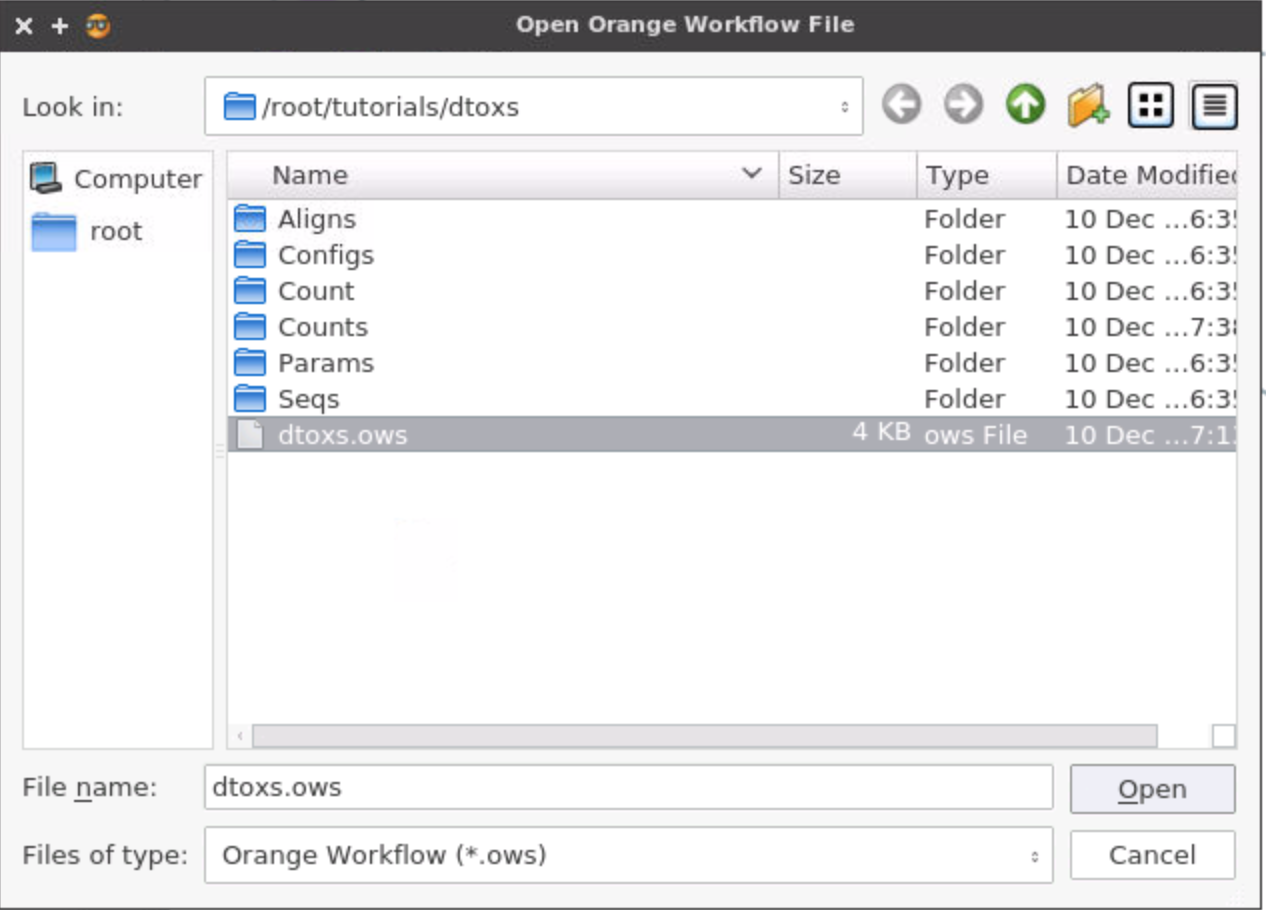 Open Orange Workflow File
Look in: /root/tutorials/dtoxs
Computer
root
Name Size Type Date Modified
Aligns Folder 10 Dec ...6:3
Configs Folder 10 Dec ...6:3
Count Folder 10 Dec ...6:3
Counts Folder 10 Dec ...7:3
Params Folder 10 Dec ...6:3
Seqs Folder 10 Dec ...6:3
dtoxs.ows 4 KB ows File 10 Dec ...7:1
File name: dtoxs.ows Open
Files of type: Orange Workflow (*.ows) Cancel